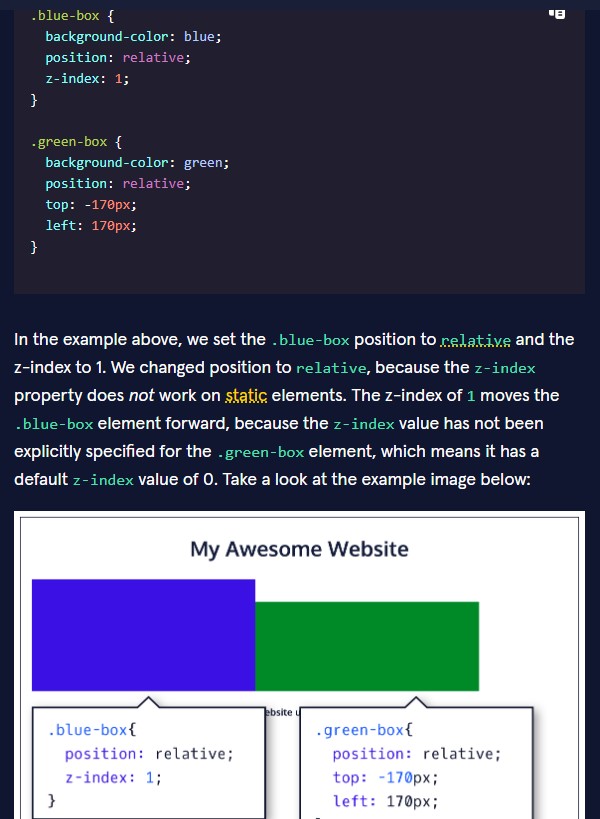 .blue-box {
  background-color: blue;
  position: relative;
  z-index: 1;
}
.green-box {
  background-color: green;
  position: relative;
  top: -170px;
  left: 170px;
}
In the example above, we set the .blue-box position to relative and the
z-index to 1. We changed position to relative, because the z-index
property does not work on static elements. The z-index of 1 moves the
.blue-box element forward, because the z-index value has not been
explicitly specified for the .green-box element, which means it has a
default z-index value of 0. Take a look at the example image below:
My Awesome Website
.blue-box{
  position: relative;
  z-index: 1;
}
.green-box{
  position: relative;
  top: -170px;
  left: 170px;